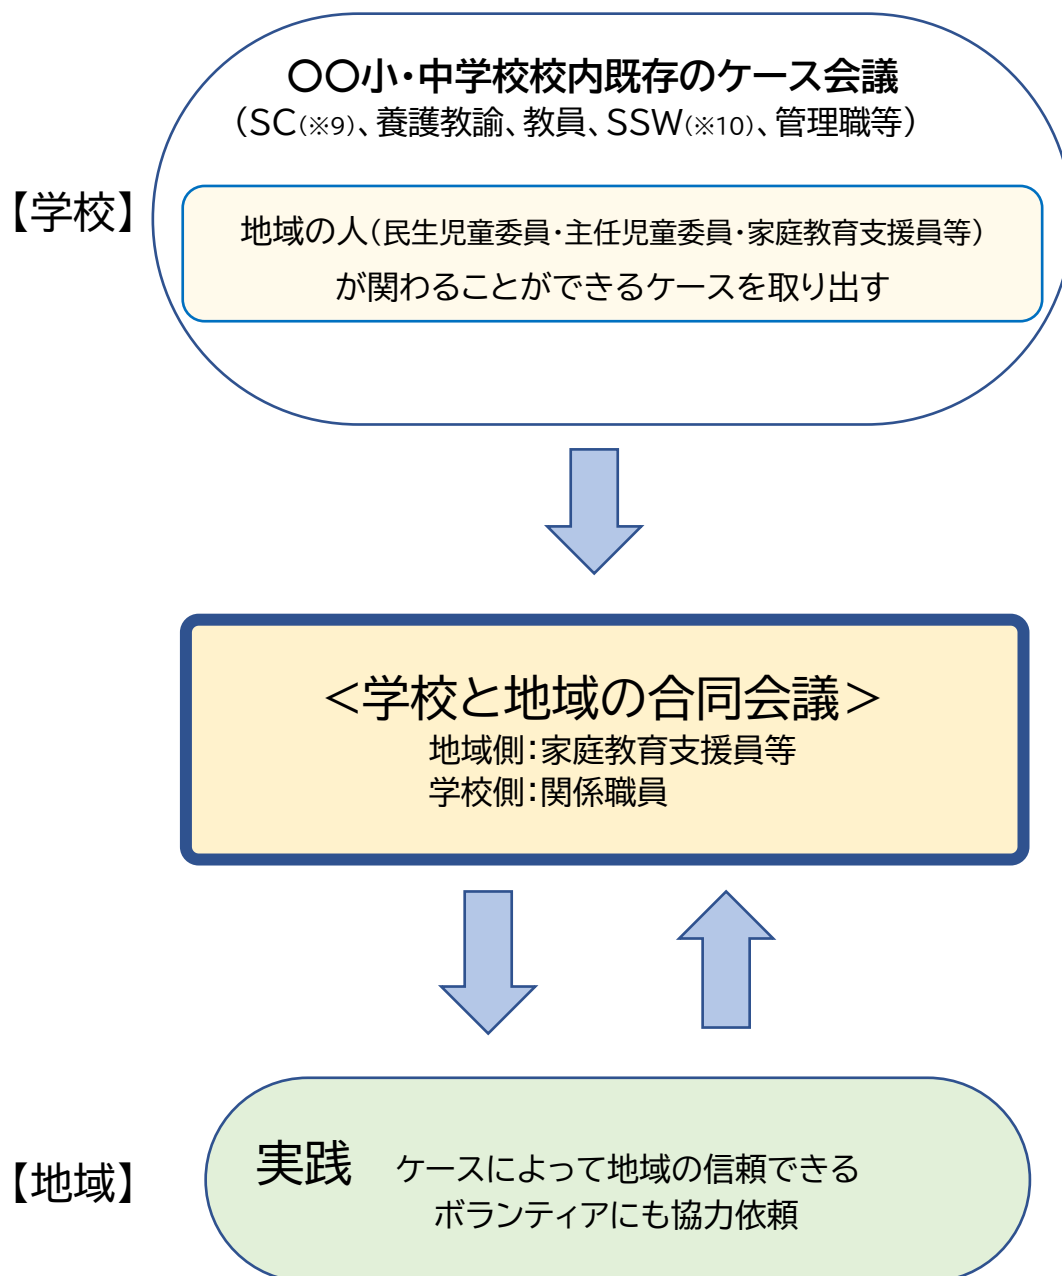 〇〇小・中学校校内既存のケース会議
（SC(※9)、養護教諭、教員、SSW(※10)、管理職等）
【学校】
地域の人（民生児童委員・主任児童委員・家庭教育支援員等）
が関わることができるケースを取り出す
＜学校と地域の合同会議＞
地域側：家庭教育支援員等
学校側：関係職員
【地域】
実践　ケースによって地域の信頼できる
ボランティアにも協力依頼